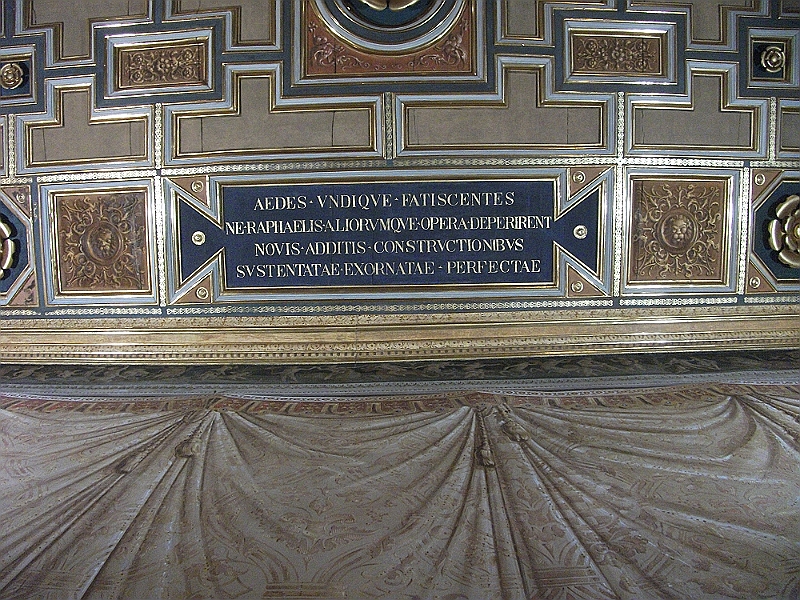 AEDES · VNDIQVE · FATISCENTES
NE · RAPHAELIS · ALIORVMQVE · OPERA · DEPERIRENT
NOVIS · ADDITIS · CONSTRVCTIONIBVS
SVSTENTATAE · EXORNATAE · PERFECTAE